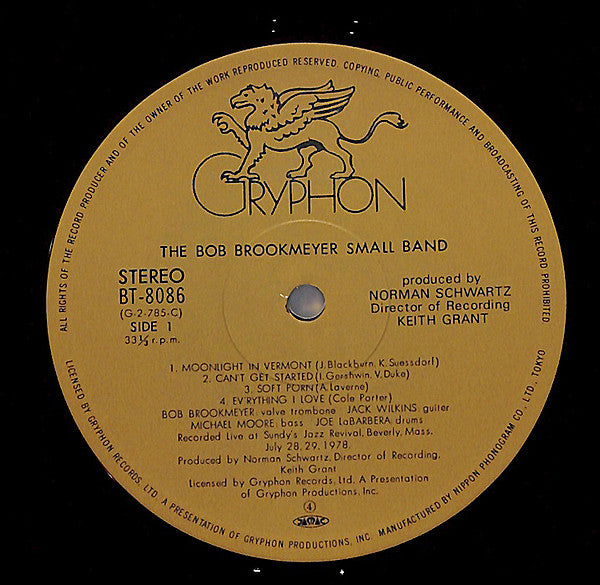 ALL RIGHTS OF THE RECORD PRODUCER AND OF THE OWNER OF THE WORK REPRODUCED RESERVED. COPYING, PUBLIC PERFORMANCE AND BROADCASTING OF THIS RECORD PROHIBITED
GRYPHON
THE BOB BROOKMEYER SMALL BAND
STEREO
BT-8086
(G-2-785-C)
SIDE 1
33⅓ r.p.m.
produced by
NORMAN SCHWARTZ
Director of Recording
KEITH GRANT
1. MOONLIGHT IN VERMONT (J. Blackburn, K. Suessdorf)
2. CAN'T GET STARTED (I. Gershwin, V. Duke)
3. SOFT PORN (A. Laverne)
4. EV'RYTHING I LOVE (Cole Porter)
BOB BROOKMEYER valve trombone JACK WILKINS, guiter
MICHAEL MOORE; bass JOE LaBARBERA; drums
Recorded Live at Sundy's Jazz Revival, Beverly, Mass.
July 28, 29, 1978
Produced by Norman Schwartz, Director of Recording,
Keith Grant
Licensed by Gryphon Records, Ltd. A Presentation
of Gryphon Productions, Inc.
4
JASRAC
LICENSED BY GRYPHON RECORDS, LTD. A PRESENTATION OF GRYPHON PRODUCTIONS, INC. MANUFACTURED BY NIPPON PHONOGRAM CO., LTD., TOKYO